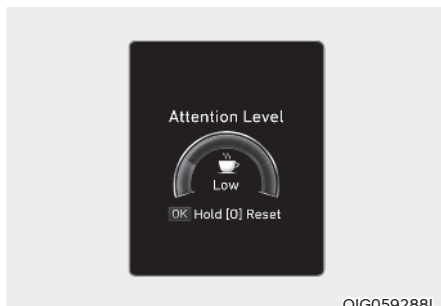 Attention Level
Low
OK Hold [0] Reset
OIG059288L